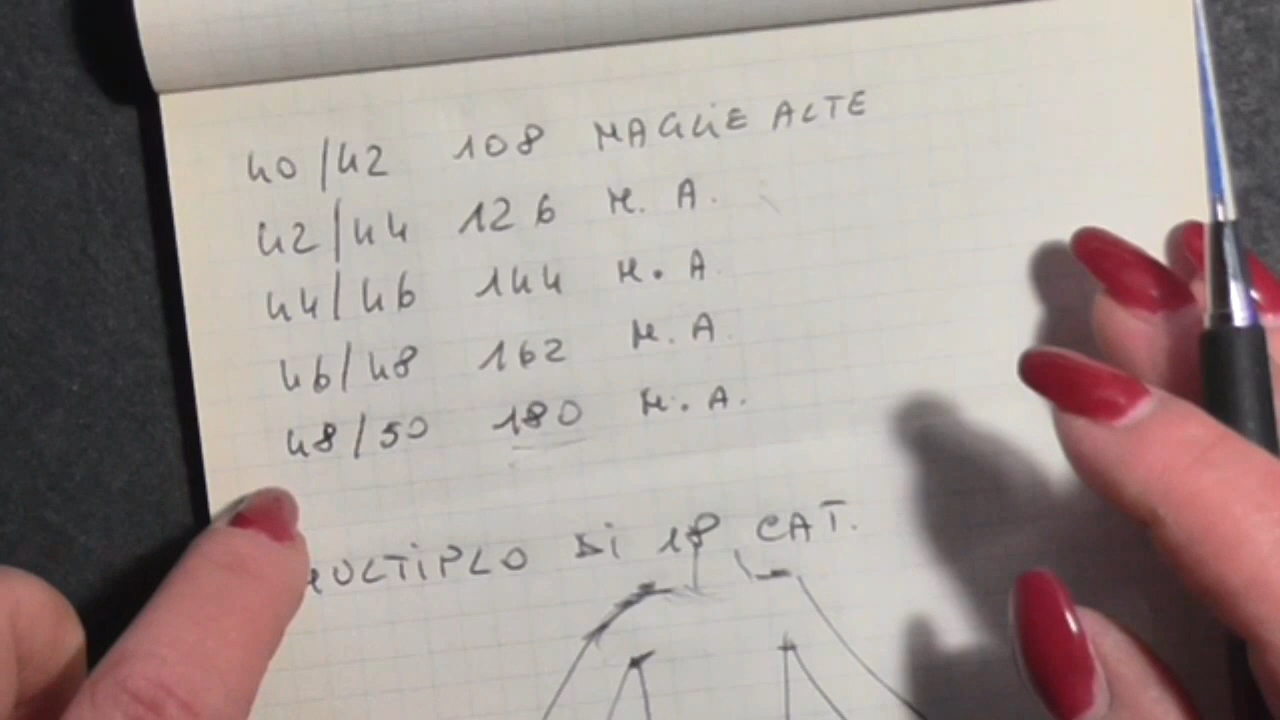 40/42 108 MAGLIE ALTE
42/44 126 M. A.
44/46 144 M. A.
46/48 162 M. A.
48/50 180 M. A.
MULTIPLO Di 18 CAT.